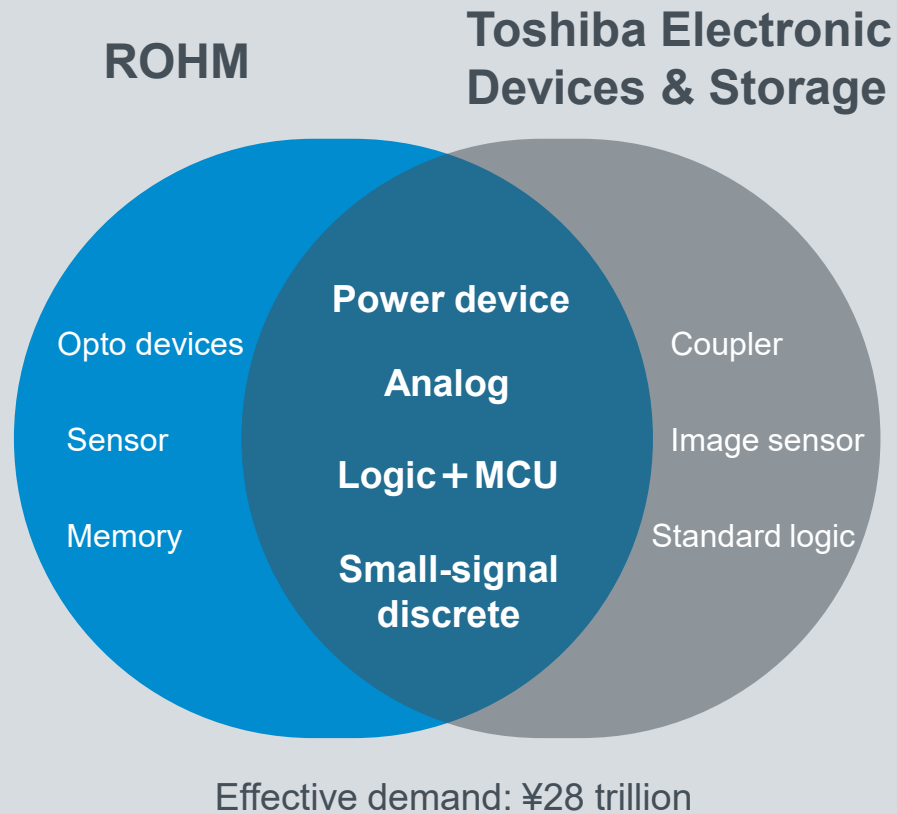 ROHM
Toshiba Electronic
Devices & Storage
Opto devices
Sensor
Memory
Power device
Analog
Logic＋MCU
Small-signal
discrete
Coupler
Image sensor
Standard logic
Effective demand: ¥28 trillion